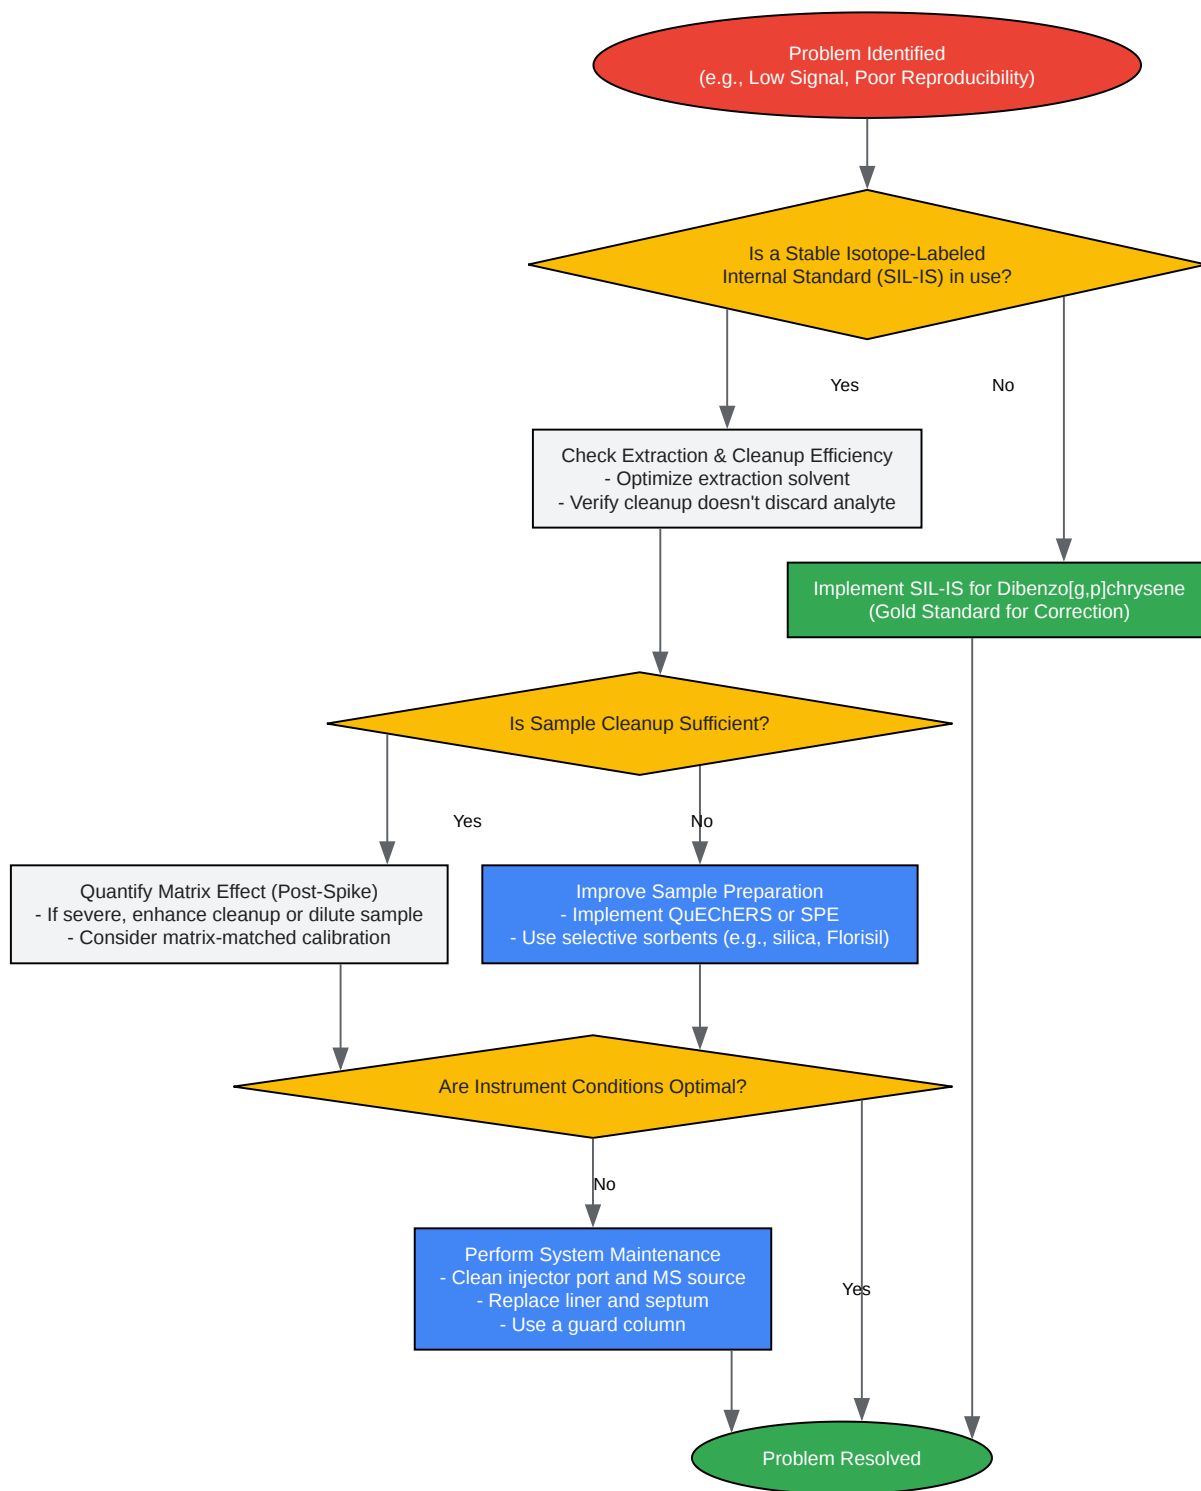 Problem Identified
(e.g., Low Signal, Poor Reproducibility)
Is a Stable Isotope-Labeled
Internal Standard (SIL-IS) in use?
Yes
No
Check Extraction & Cleanup Efficiency
- Optimize extraction solvent
- Verify cleanup doesn't discard analyte
Implement SIL-IS for Dibenzo[g,p]chrysene
(Gold Standard for Correction)
Is Sample Cleanup Sufficient?
Yes
No
Quantify Matrix Effect (Post-Spike)
- If severe, enhance cleanup or dilute sample
- Consider matrix-matched calibration
Improve Sample Preparation
- Implement QuEChERS or SPE
- Use selective sorbents (e.g., silica, Florisil)
Are Instrument Conditions Optimal?
No
Perform System Maintenance
- Clean injector port and MS source
- Replace liner and septum
- Use a guard column
Yes
Problem Resolved